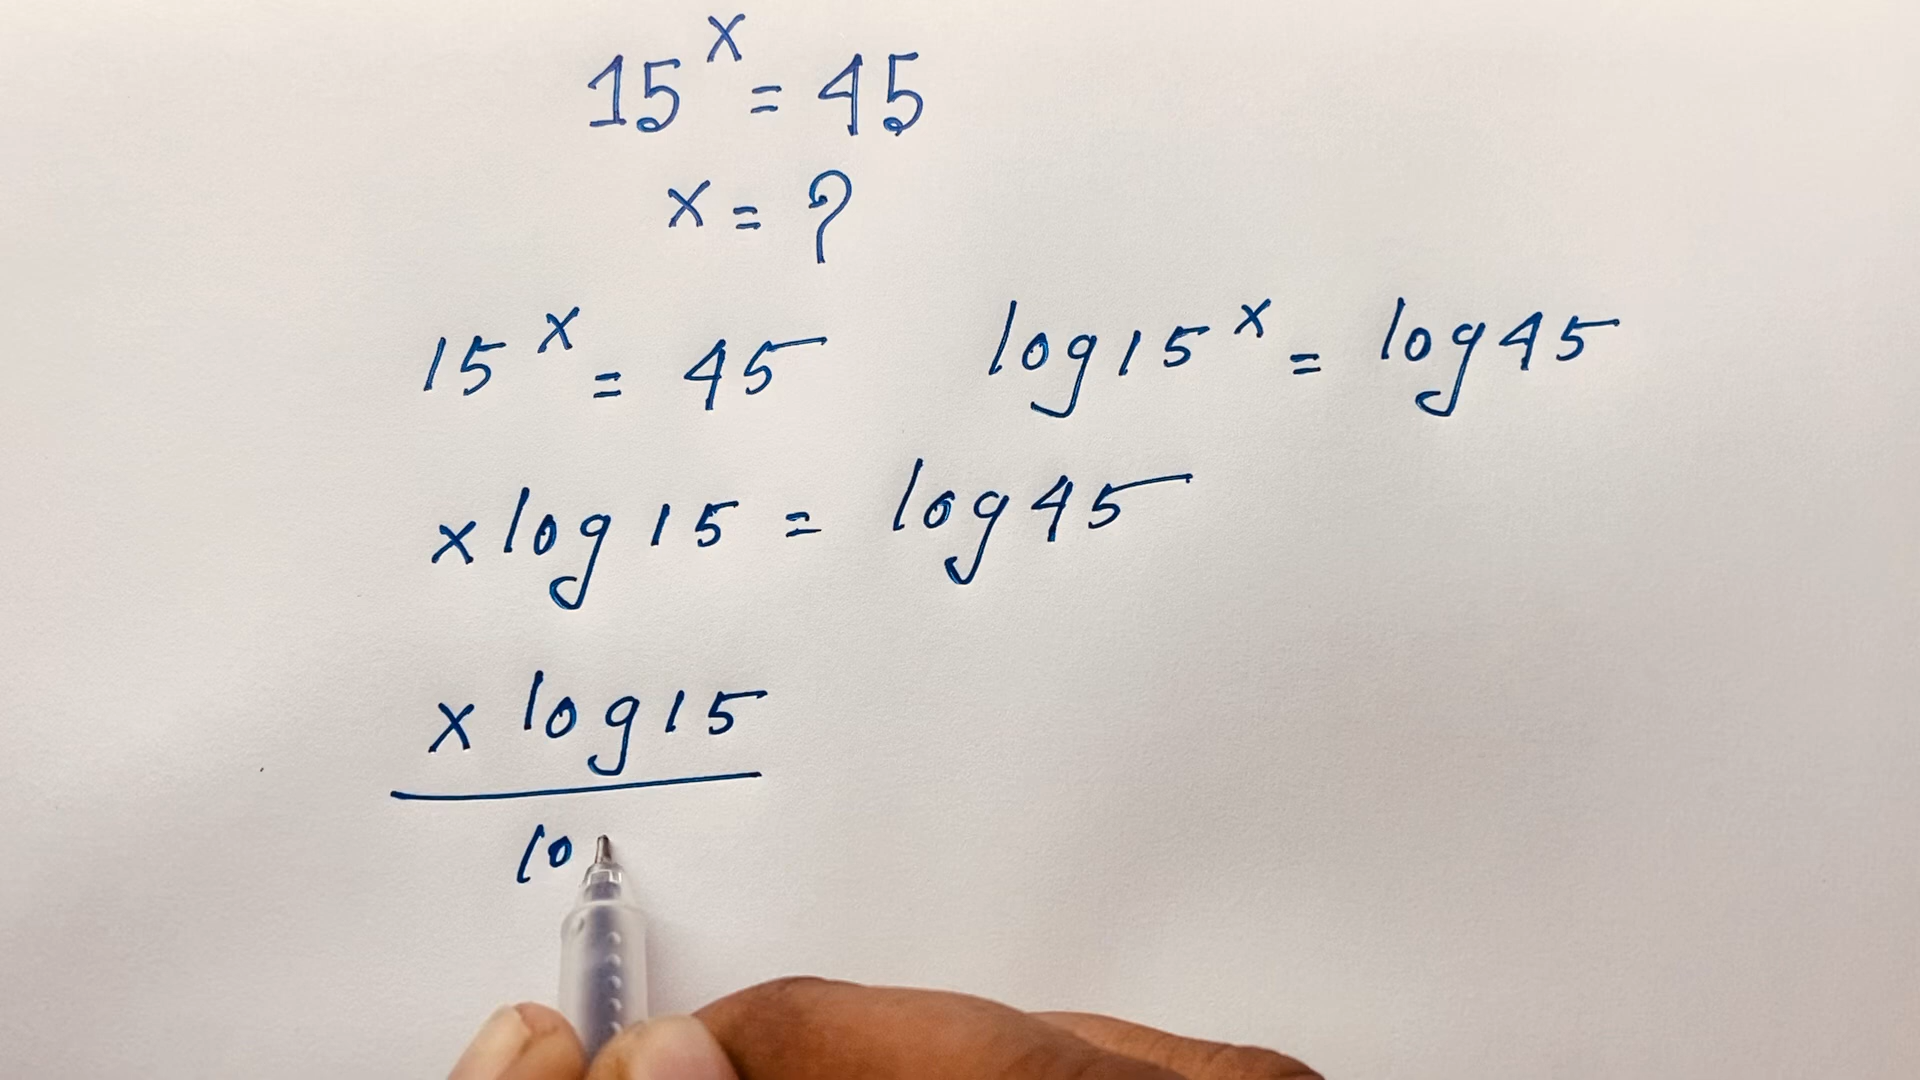 15^x = 45
x = ?
15^x = 45 log 15^x = log 45
x log 15 = log 45
x log 15
lo